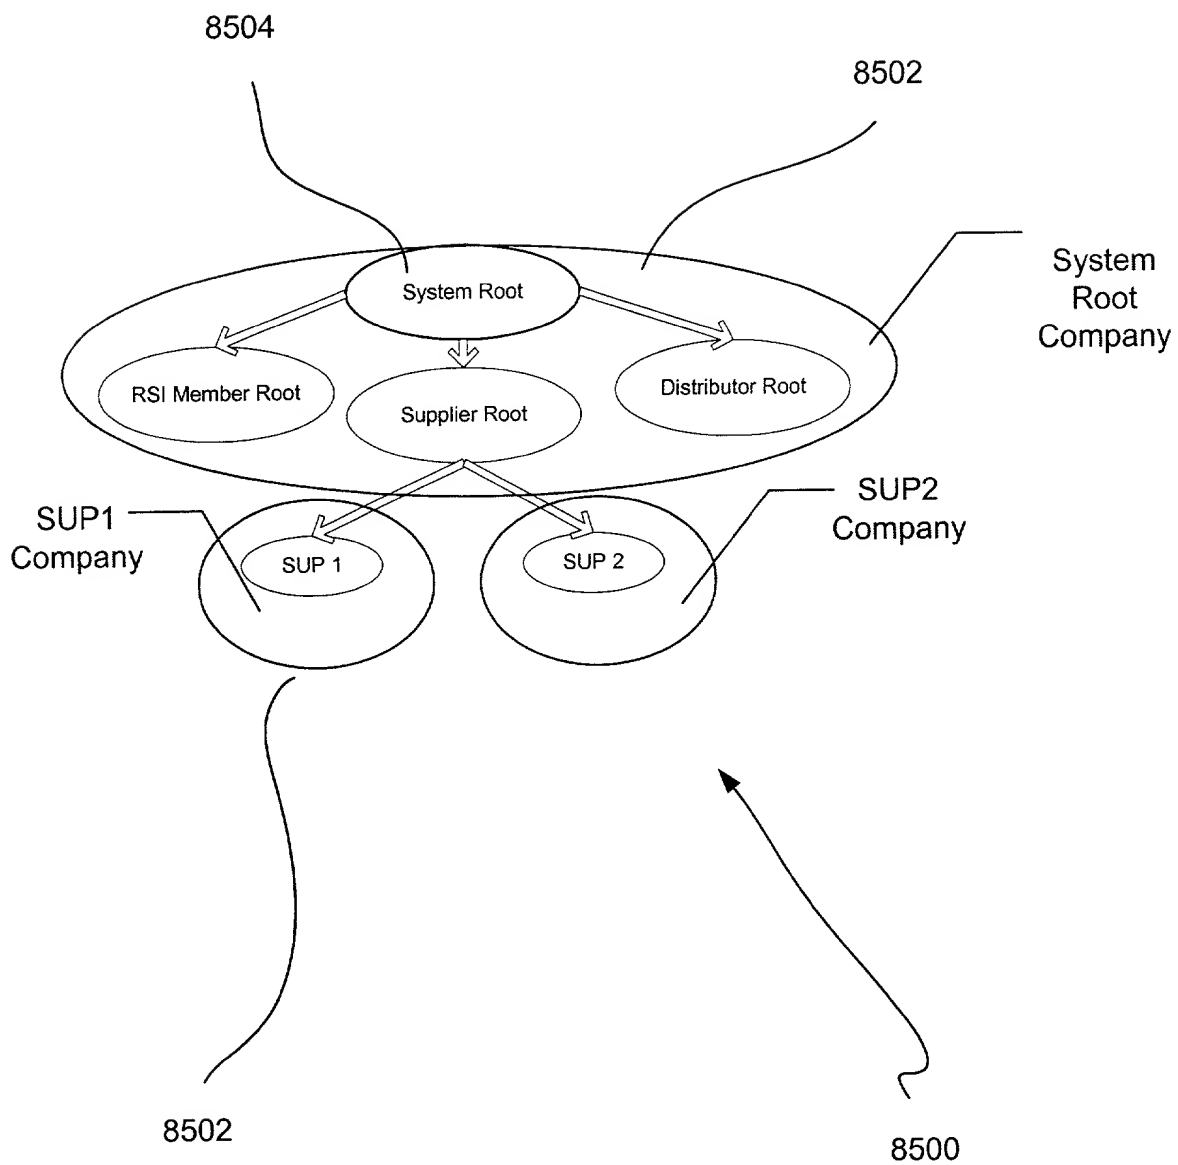 8504
8502
System
Root
Company
System Root
RSI Member Root
Supplier Root
Distributor Root
SUP1
Company
SUP2
Company
SUP 1
SUP 2
8502
8500